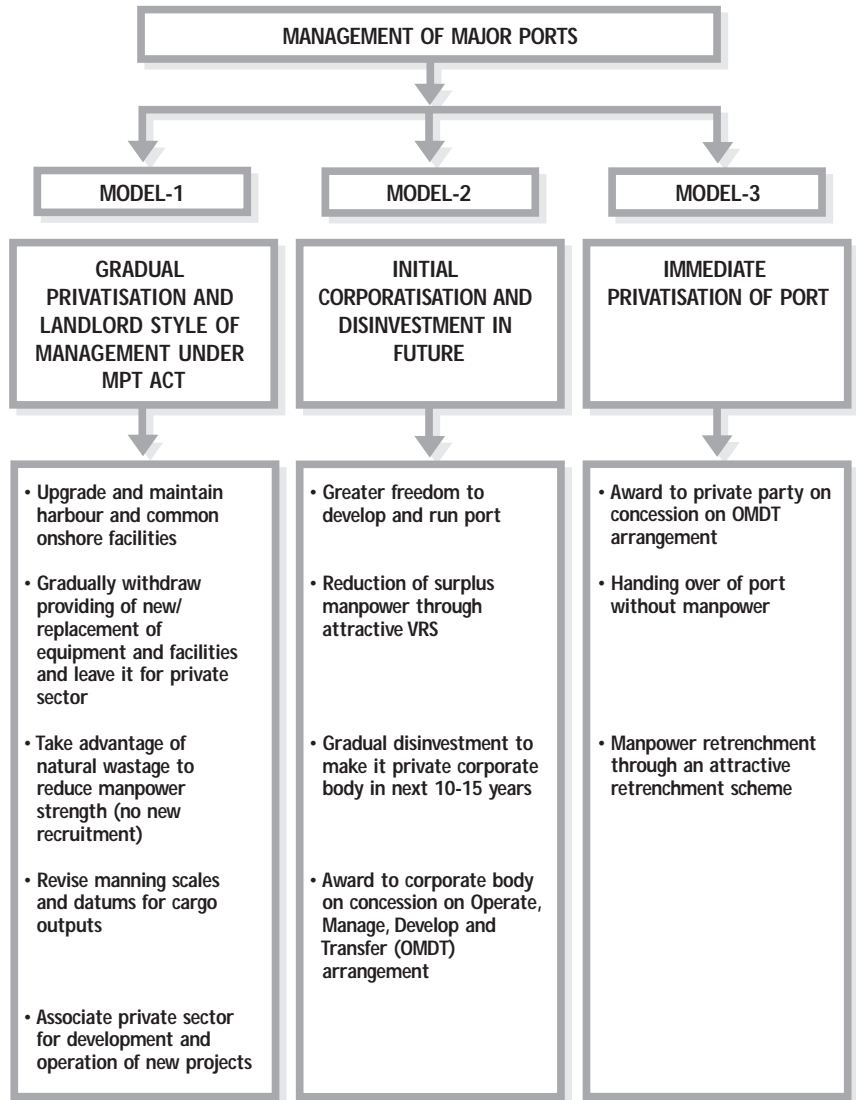 MANAGEMENT OF MAJOR PORTS
MODEL-1
MODEL-2
MODEL-3
GRADUAL
PRIVATISATION AND
LANDLORD STYLE OF
MANAGEMENT UNDER
MPT ACT
INITIAL
CORPORATISATION AND
DISINVESTMENT IN
FUTURE
IMMEDIATE
PRIVATISATION OF PORT
• Upgrade and maintain
harbour and common
onshore facilities
• Gradually withdraw
providing of new/
replacement of
equipment and facilities
and leave it for private
sector
• Take advantage of
natural wastage to
reduce manpower
strength (no new
recruitment)
• Revise manning scales
and datums for cargo
outputs
• Associate private sector
for development and
operation of new projects
• Greater freedom to
develop and run port
• Reduction of surplus
manpower through
attractive VRS
• Gradual disinvestment to
make it private corporate
body in next 10-15 years
• Award to corporate body
on concession on Operate,
Manage, Develop and
Transfer (OMDT)
arrangement
• Award to private party on
concession on OMDT
arrangement
• Handing over of port
without manpower
• Manpower retrenchment
through an attractive
retrenchment scheme